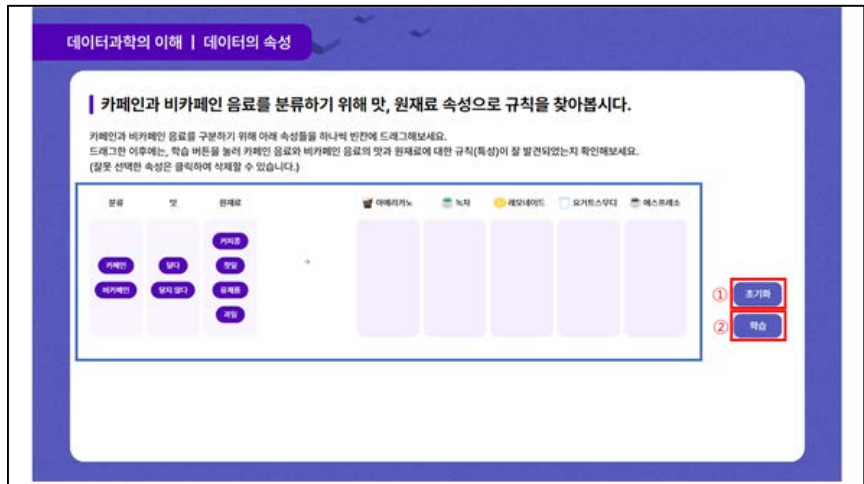 데이터과학의 이해 | 데이터의 속성
카페인과 비카페인 음료를 분류하기 위해 맛, 원재료 속성으로 규칙을 찾아봅시다.
카페인과 비카페인 음료를 구분하기 위해 아래 속성들을 하나씩 빈칸에 드래그해보세요.
드래그한 이후에는, 학습 버튼을 눌러 카페인 음료와 비카페인 음료의 맛과 원재료에 대한 규칙(특성)이 잘 발견되었는지 확인해보세요.
(잘못 선택한 속성은 클릭하여 삭제할 수 있습니다.)
분류 맛 원재료 아메리카노 녹차 레모네이드 요거트스무디 에스프레소
커피콩
카페인 달다 찻잎
비카페인 달지 않다 유제품
과일
① 초기화
② 학습